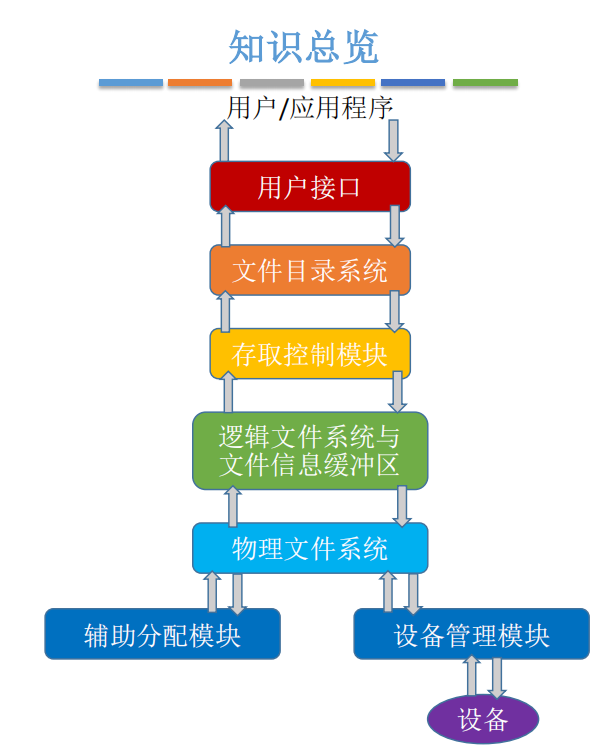 知识总览
用户/应用程序
用户接口
文件目录系统
存取控制模块
逻辑文件系统与
文件信息缓冲区
物理文件系统
辅助分配模块
设备管理模块
设备